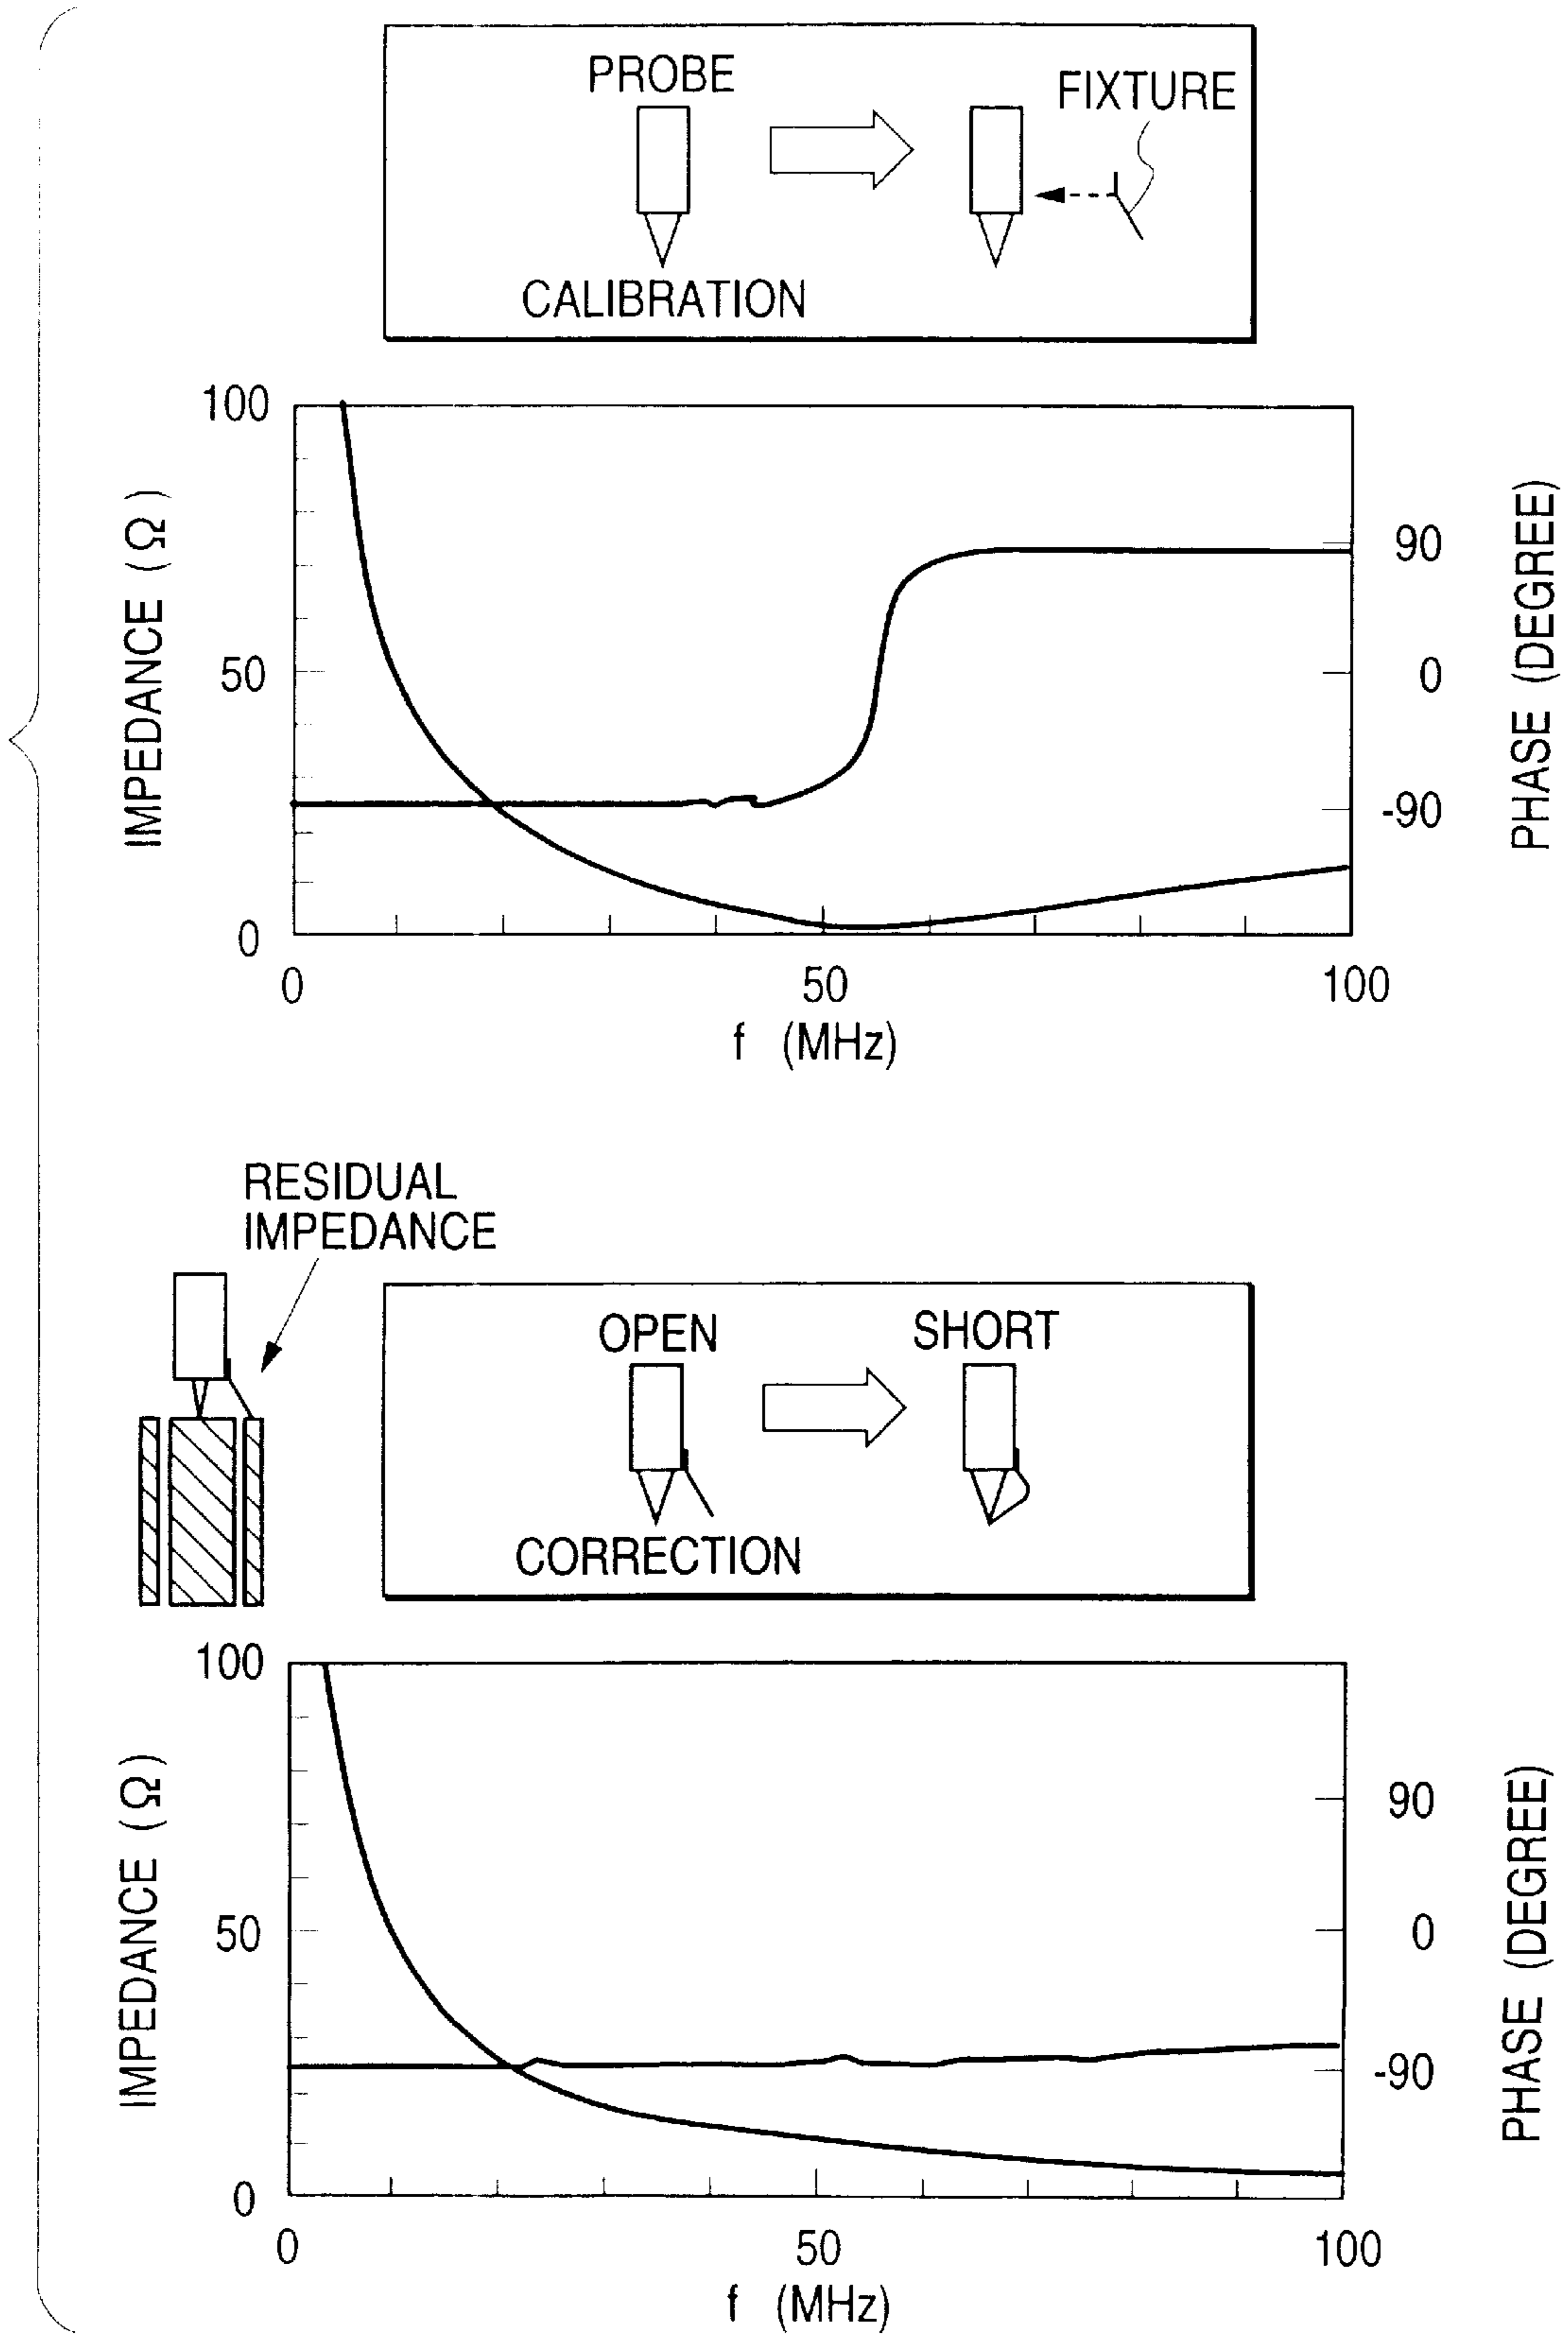 PROBE
FIXTURE
CALIBRATION
100
50
0
IMPEDANCE (Ω)
90
0
-90
PHASE (DEGREE)
0
50
100
f (MHz)
RESIDUAL
IMPEDANCE
OPEN
SHORT
CORRECTION
100
50
0
IMPEDANCE (Ω)
90
0
-90
PHASE (DEGREE)
0
50
100
f (MHz)